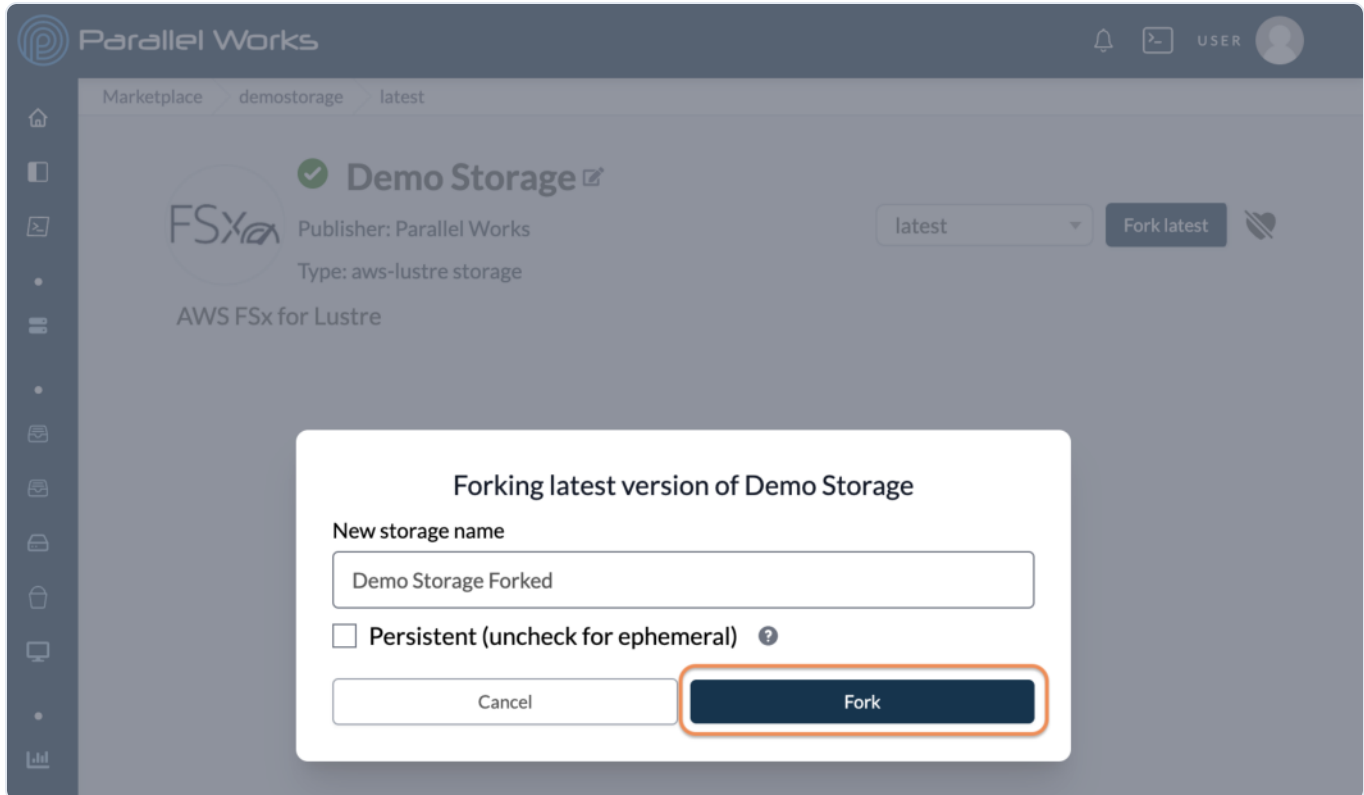 Parallel Works
USER
Marketplace demostorage latest
Demo Storage
FSx
Publisher: Parallel Works
latest
Fork latest
Type: aws-lustre storage
AWS FSx for Lustre
Forking latest version of Demo Storage
New storage name
Demo Storage Forked
Persistent (uncheck for ephemeral) ?
Cancel
Fork